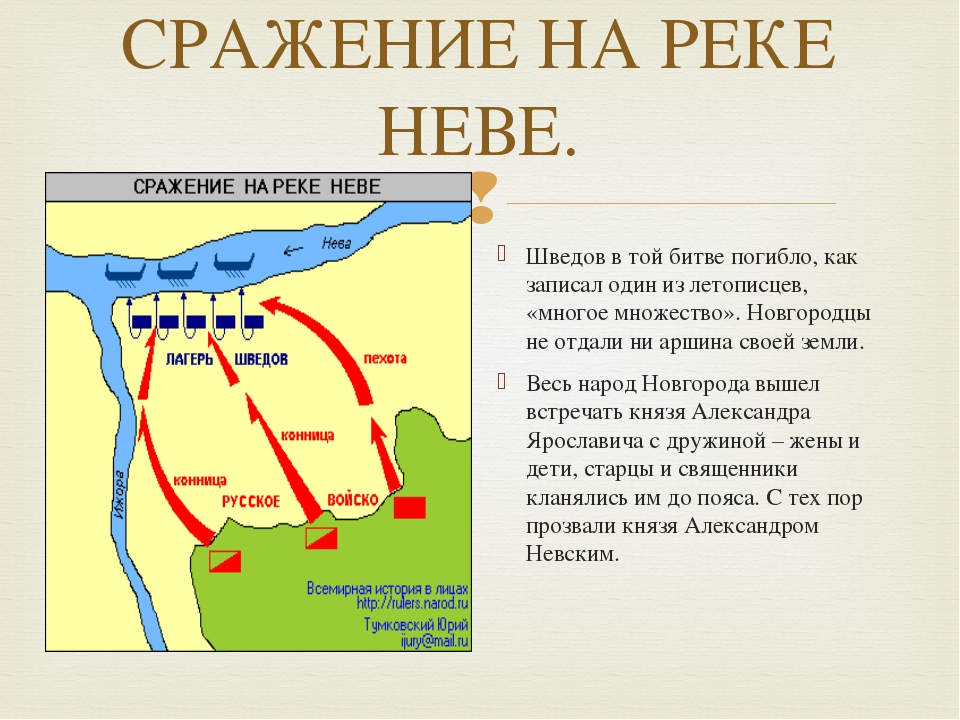 СРАЖЕНИЕ НА РЕКЕ
НЕВЕ.
СРАЖЕНИЕ НА РЕКЕ НЕВЕ
Нева
ЛАГЕРЬ ШВЕДОВ
пехота
конница
конница
РУССКОЕ ВОЙСКО
Ижора
Всемирная история в лицах
http://rulers.narod.ru
Тумковский Юрий
ijury@mail.ru
Шведов в той битве погибло, как
записал один из летописцев,
«многое множество». Новгородцы
не отдали ни аршина своей земли.
Весь народ Новгорода вышел
встречать князя Александра
Ярославича с дружиной – жены и
дети, старцы и священники
кланялись им до пояса. С тех пор
прозвали князя Александром
Невским.